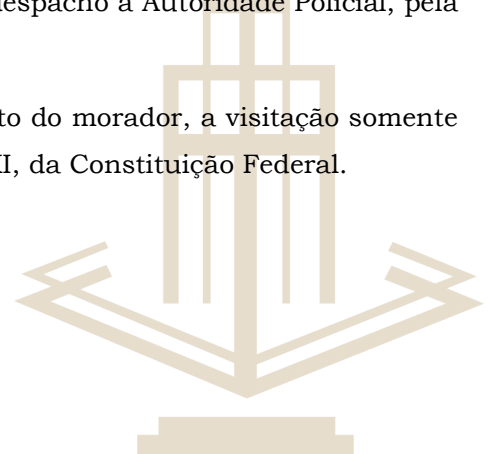 despacho à Autoridade Policial, pela
to do morador, a visitação somente
I, da Constituição Federal.